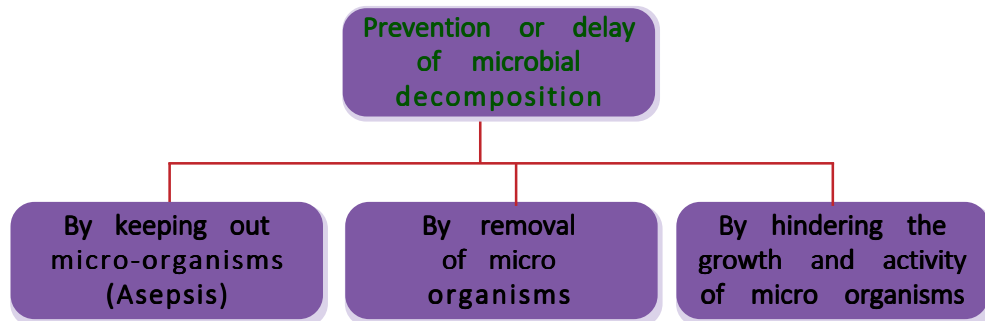 Prevention or delay
of microbial
decomposition
By keeping out
micro-organisms
(Asepsis)
By removal
of micro
organisms
By hindering the
growth and activity
of micro organisms